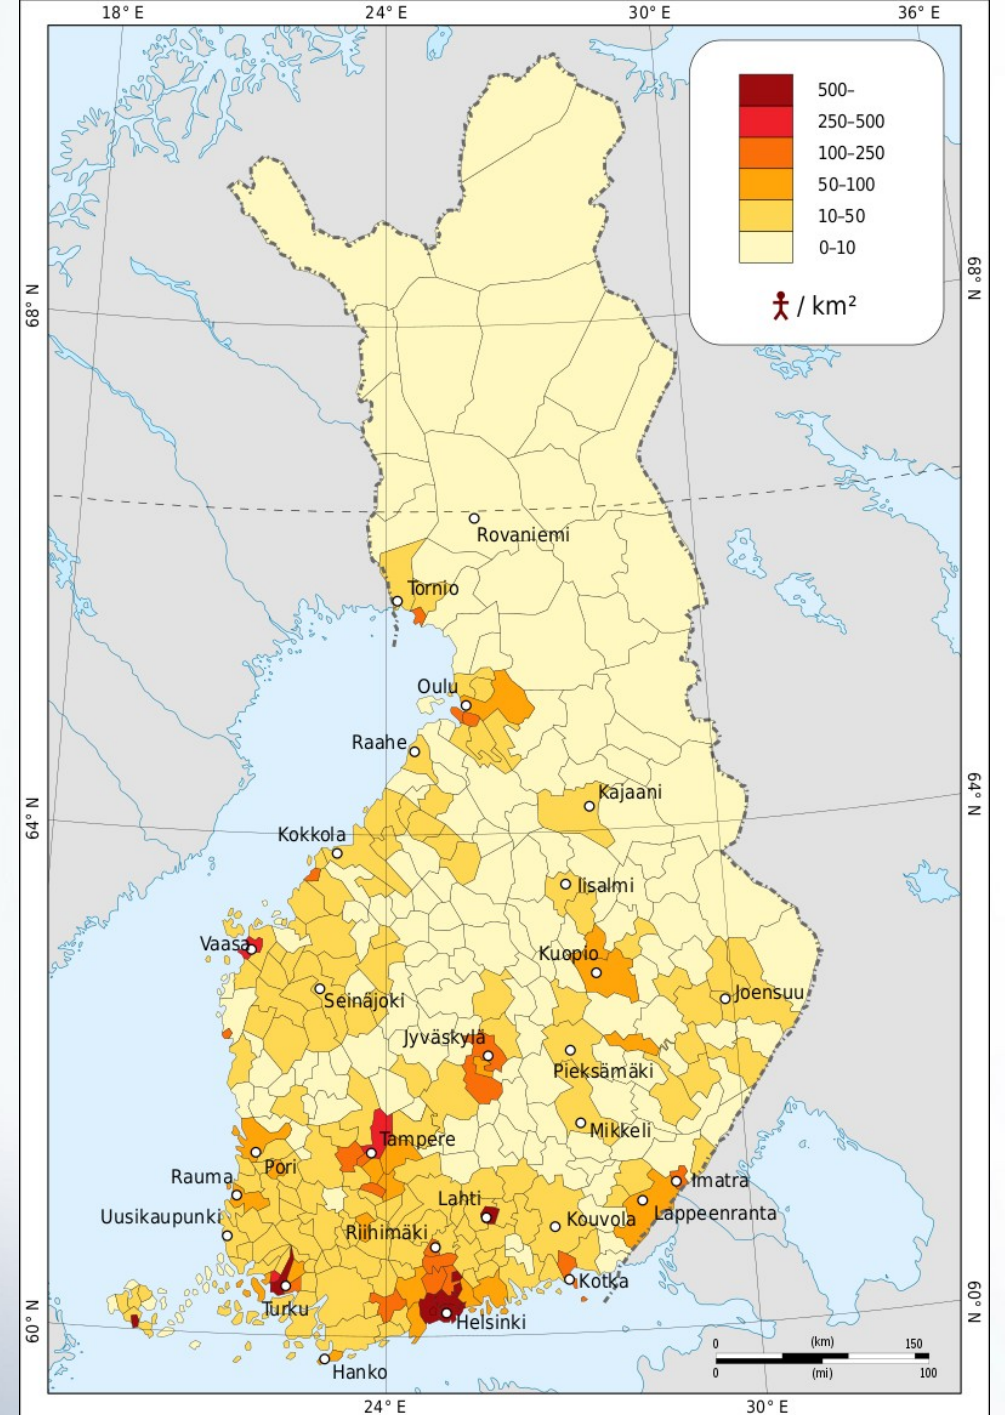 18° E
24° E
30° E
36° E
500–
250–500
100–250
50–100
10–50
0–10
/ km²
68° N
68° N
Rovaniemi
Tornio
Oulu
Raahe
Kajaani
64° N
64° N
Kokkola
Iisalmi
Vaasa
Kuopio
Seinäjoki
Joensuu
Jyväskylä
Pieksämäki
Mikkeli
Tampere
Pori
Rauma
Imatra
Lahti
Uusikaupunki
Lappeenranta
Kouvola
Riihimäki
Kotka
Turku
Helsinki
60° N
60° N
Hanko
0 (km) 150
0 (mi) 100
24° E
30° E